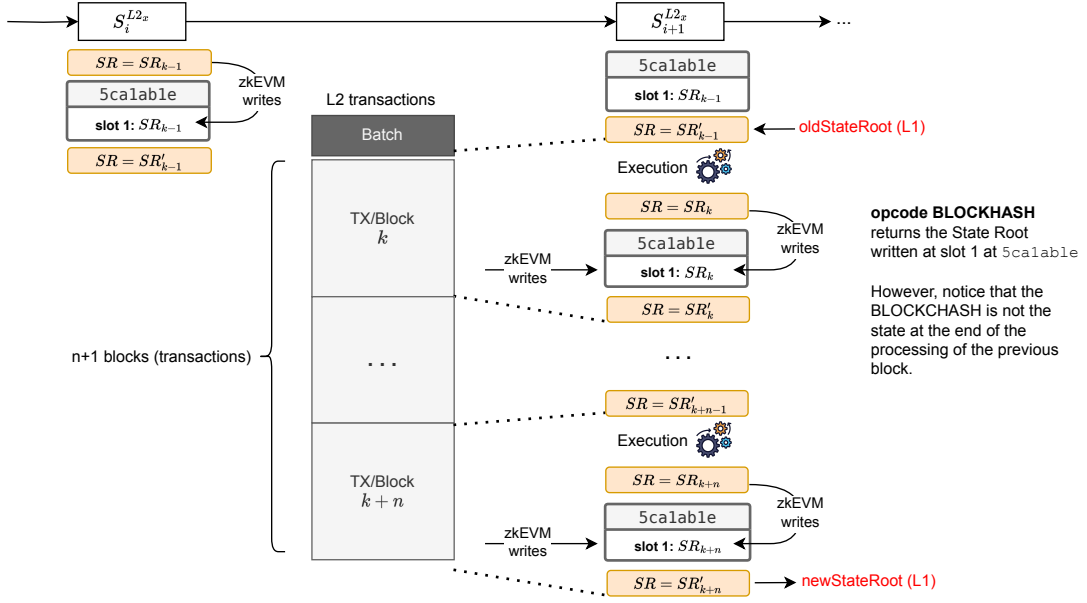 S_i^{L2_x}
S_{i+1}^{L2_x}
...
SR = SR_{k-1}
5ca1ab1e
slot 1: SR_{k-1}
SR = SR'_{k-1}
zkEVM
writes
L2 transactions
Batch
TX/Block
k
...
TX/Block
k + n
n+1 blocks (transactions)
5ca1ab1e
slot 1: SR_{k-1}
SR = SR'_{k-1}
oldStateRoot (L1)
Execution
SR = SR_k
zkEVM
writes
5ca1ab1e
slot 1: SR_k
zkEVM
writes
SR = SR'_k
...
SR = SR'_{k+n-1}
Execution
SR = SR_{k+n}
zkEVM
writes
5ca1ab1e
slot 1: SR_{k+n}
zkEVM
writes
SR = SR'_{k+n}
newStateRoot (L1)
opcode BLOCKHASH
returns the State Root
written at slot 1 at 5ca1able
However, notice that the
BLOCKCHASH is not the
state at the end of the
processing of the previous
block.